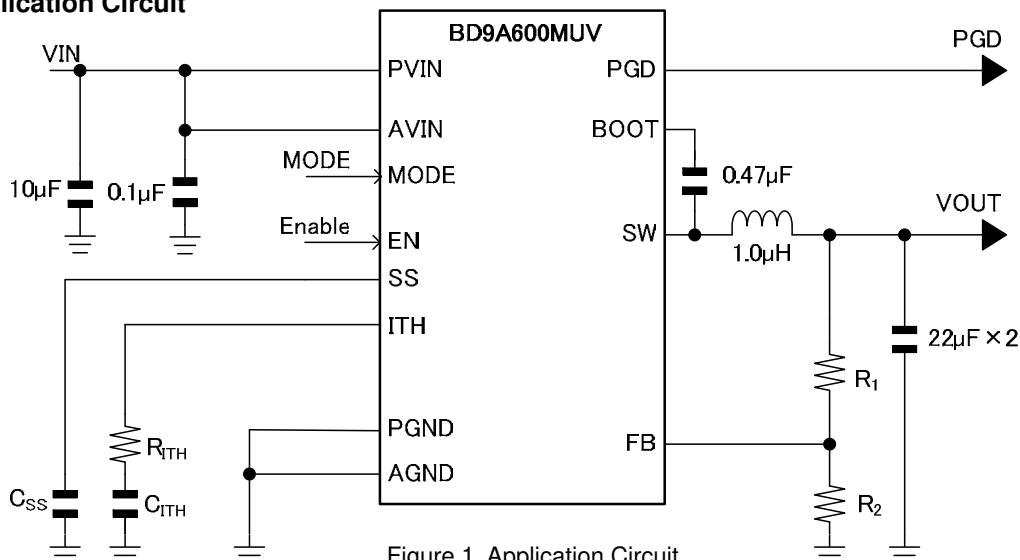 lication Circuit
BD9A600MUV
VIN
PVIN
PGD
PGD
AVIN
BOOT
MODE
MODE
10µF
0.1µF
0.47µF
Enable
EN
SW
VOUT
1.0µH
SS
ITH
22µF×2
R1
PGND
FB
RITH
AGND
CSS
CITH
R2
Figure 1. Application Circuit